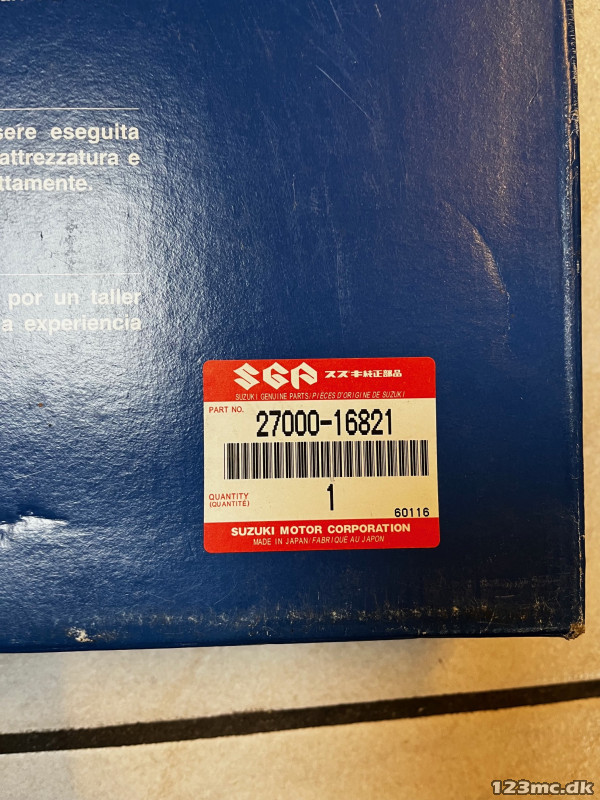 sere eseguita
attrezzatura e
ttamente.
por un taller
a experiencia
SGP スズキ純正部品
SUZUKI GENUINE PARTS/PIÈCES D'ORIGINE DE SUZUKI
PART NO.
27000-16821
QUANTITY
(QUANTITÉ)
1
60116
SUZUKI MOTOR CORPORATION
MADE IN JAPAN/FABRIQUÉ AU JAPON
123mc.dk